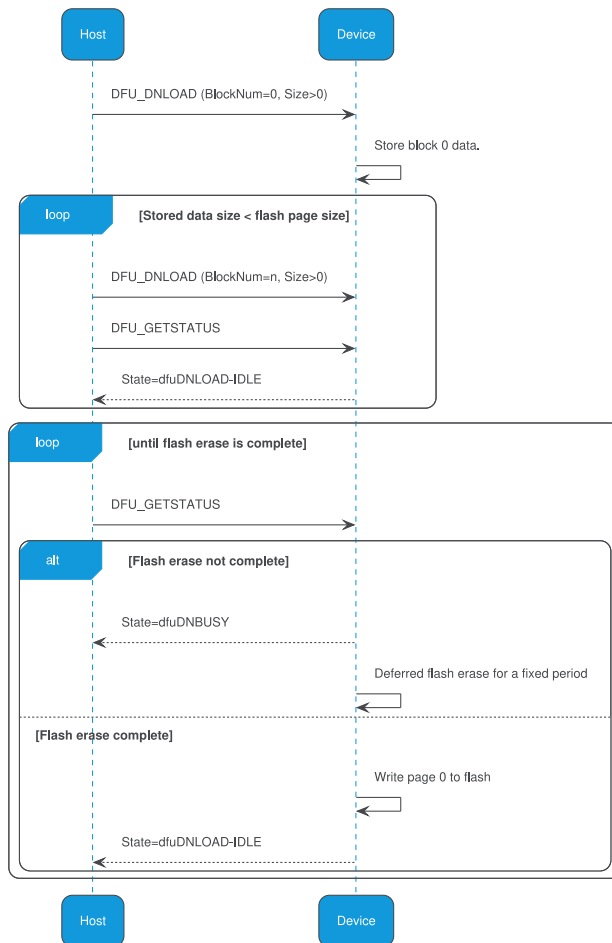 Host
Device
DFU_DNLOAD (BlockNum=0, Size>0)
Store block 0 data.
loop
[Stored data size < flash page size]
DFU_DNLOAD (BlockNum=n, Size>0)
DFU_GETSTATUS
State=dfuDNLOAD-IDLE
loop
[until flash erase is complete]
DFU_GETSTATUS
alt
[Flash erase not complete]
State=dfuDNBUSY
Deferred flash erase for a fixed period
[Flash erase complete]
Write page 0 to flash
State=dfuDNLOAD-IDLE
Host
Device